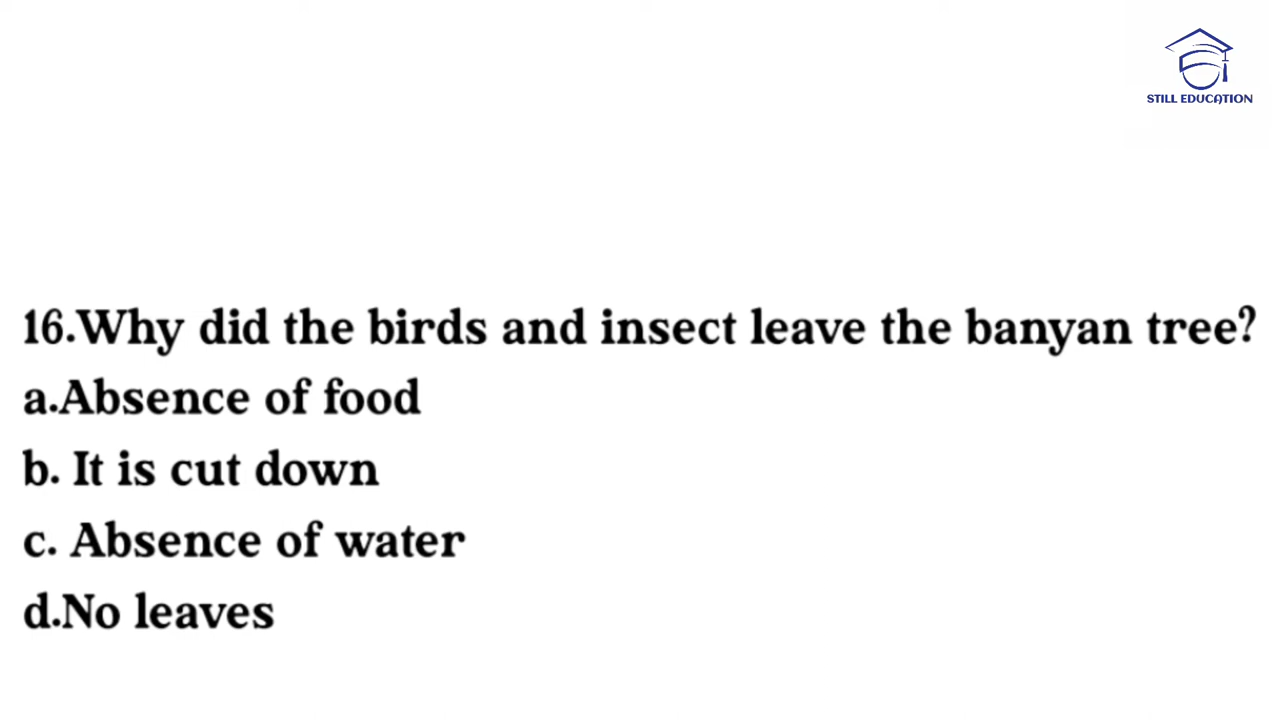 STILL EDUCATION
16.Why did the birds and insect leave the banyan tree?
a.Absence of food
b. It is cut down
c. Absence of water
d.No leaves